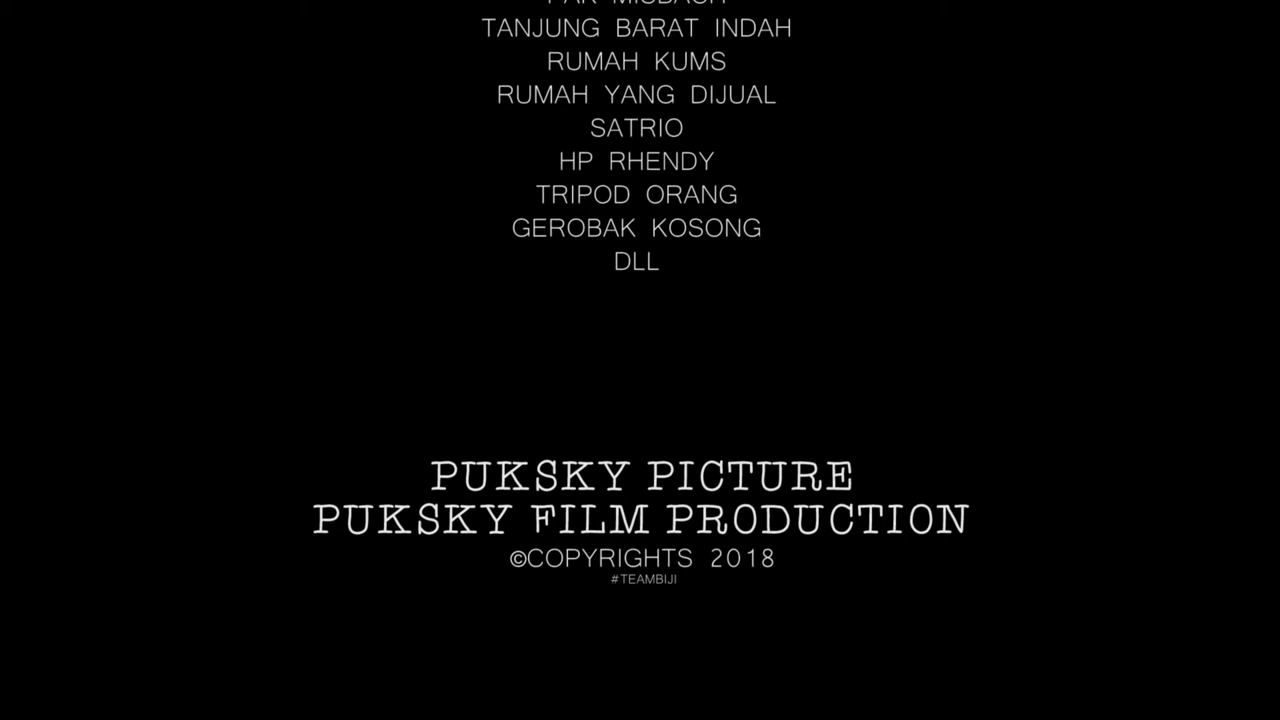 TANJUNG BARAT INDAH
RUMAH KUMS
RUMAH YANG DIJUAL
SATRIO
HP RHENDY
TRIPOD ORANG
GEROBAK KOSONG
DLL
PUKSKY PICTURE
PUKSKY FILM PRODUCTION
©COPYRIGHTS 2018
#TEAMBIJI